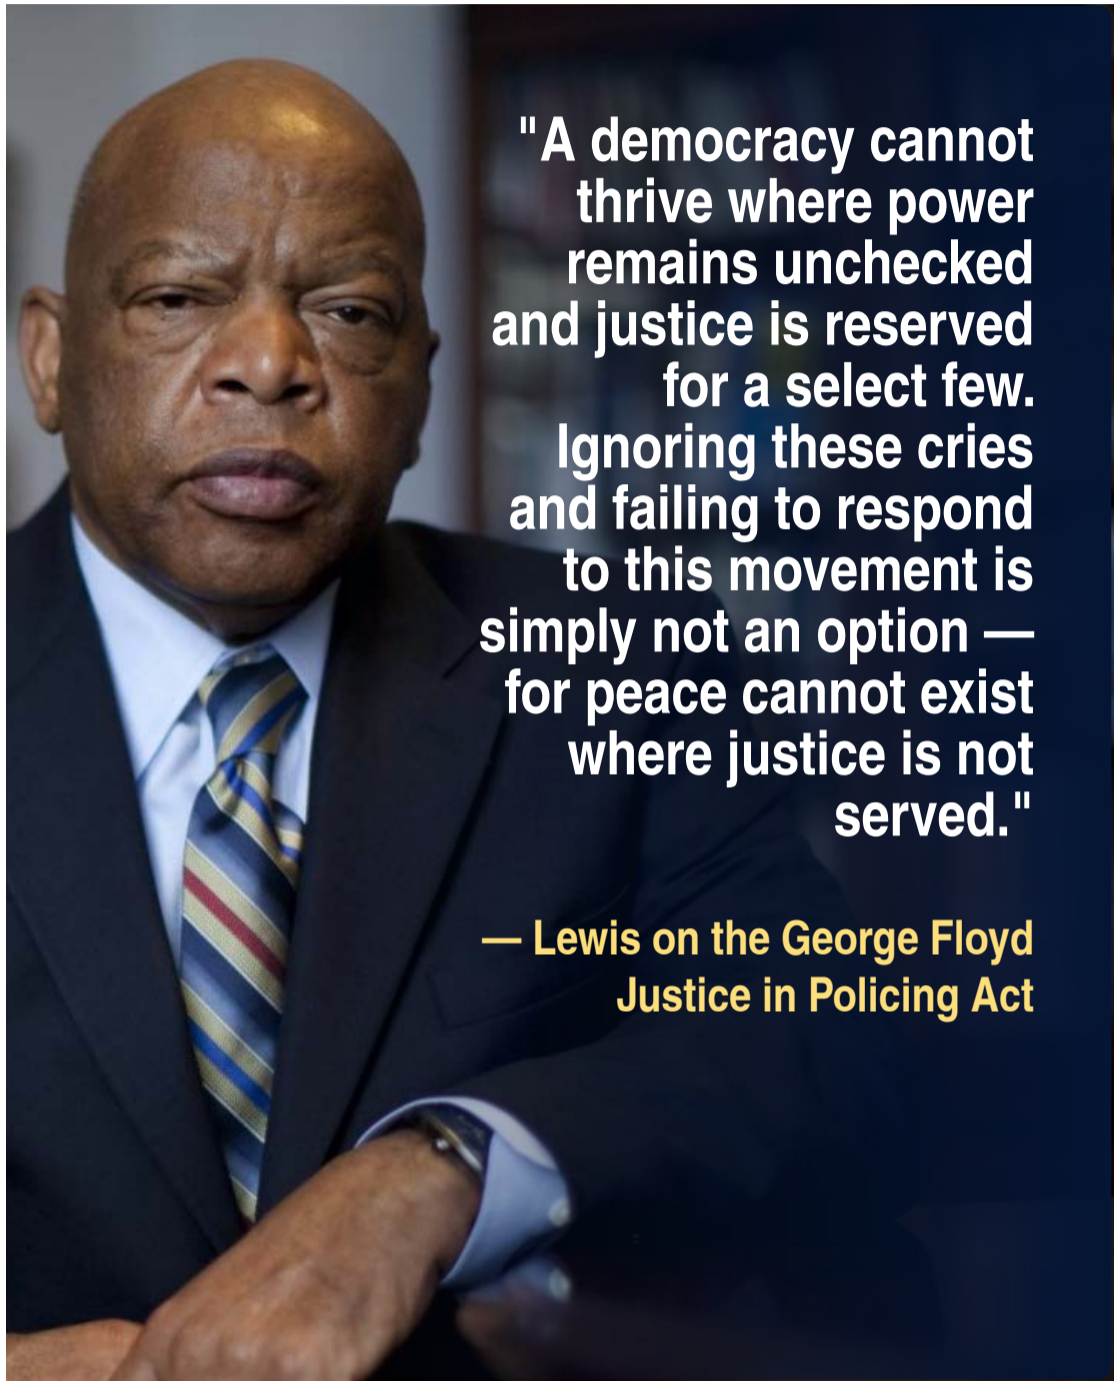 "A democracy cannot
thrive where power
remains unchecked
and justice is reserved
for a select few.
Ignoring these cries
and failing to respond
to this movement is
simply not an option —
for peace cannot exist
where justice is not
served."
— Lewis on the George Floyd
Justice in Policing Act